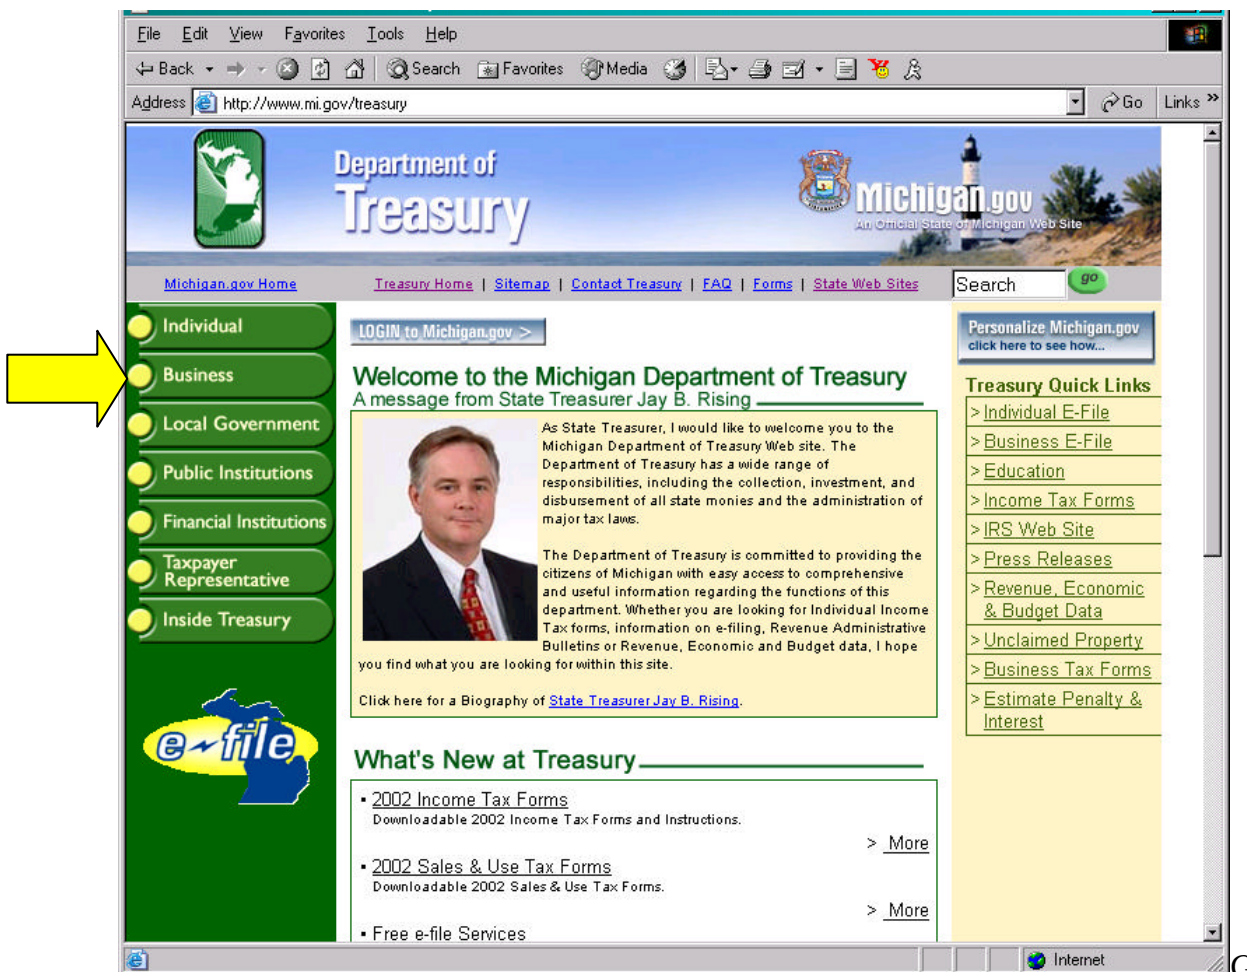 File Edit View Favorites Tools Help
Back Search Favorites Media
Address http://www.mi.gov/treasury Go Links »
Department of
Treasury
Michigan.gov
An Official State of Michigan Web Site
Michigan.gov Home Treasury Home | Sitemap | Contact Treasury | FAQ | Forms | State Web Sites Search go
Individual
Business
Local Government
Public Institutions
Financial Institutions
Taxpayer
Representative
Inside Treasury
e-file
LOGIN to Michigan.gov >
Welcome to the Michigan Department of Treasury
A message from State Treasurer Jay B. Rising
As State Treasurer, I would like to welcome you to the
Michigan Department of Treasury Web site. The
Department of Treasury has a wide range of
responsibilities, including the collection, investment, and
disbursement of all state monies and the administration of
major tax laws.
The Department of Treasury is committed to providing the
citizens of Michigan with easy access to comprehensive
and useful information regarding the functions of this
department. Whether you are looking for Individual Income
Tax forms, information on e-filing, Revenue Administrative
Bulletins or Revenue, Economic and Budget data, I hope
you find what you are looking for within this site.
Click here for a Biography of State Treasurer Jay B. Rising.
What's New at Treasury
▪ 2002 Income Tax Forms
Downloadable 2002 Income Tax Forms and Instructions.
> More
▪ 2002 Sales & Use Tax Forms
Downloadable 2002 Sales & Use Tax Forms.
> More
▪ Free e-file Services
Personalize Michigan.gov
click here to see how...
Treasury Quick Links
> Individual E-File
> Business E-File
> Education
> Income Tax Forms
> IRS Web Site
> Press Releases
> Revenue, Economic
& Budget Data
> Unclaimed Property
> Business Tax Forms
> Estimate Penalty &
Interest
Internet